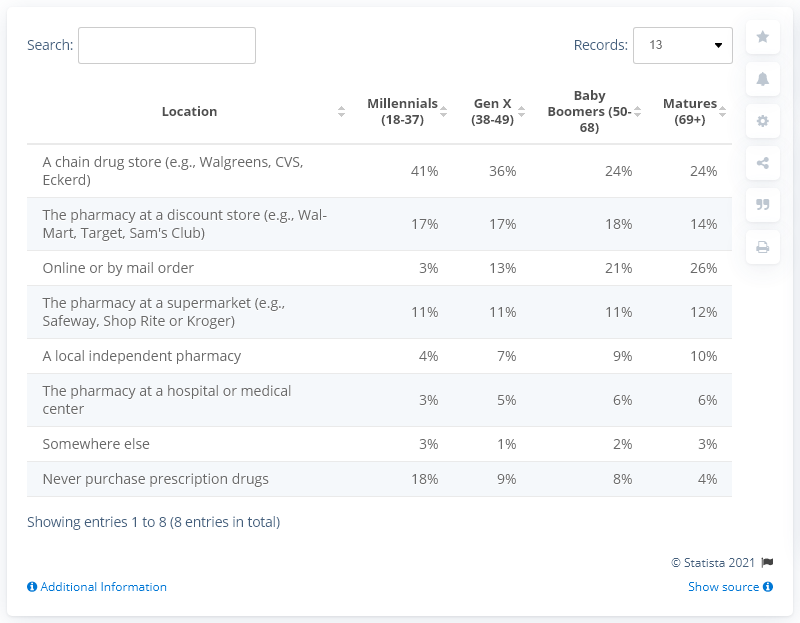 Search:
Records: 13
Location
Millennials (18-37)
Gen X (38-49)
Baby Boomers (50-68)
Matures (69+)
A chain drug store (e.g., Walgreens, CVS,
Eckerd) 41% 36% 24% 24%
The pharmacy at a discount store (e.g., Wal-
Mart, Target, Sam's Club) 17% 17% 18% 14%
Online or by mail order 3% 13% 21% 26%
The pharmacy at a supermarket (e.g.,
Safeway, Shop Rite or Kroger) 11% 11% 11% 12%
A local independent pharmacy 4% 7% 9% 10%
The pharmacy at a hospital or medical
center 3% 5% 6% 6%
Somewhere else 3% 1% 2% 3%
Never purchase prescription drugs 18% 9% 8% 4%
Showing entries 1 to 8 (8 entries in total)
© Statista 2021
Additional Information
Show source